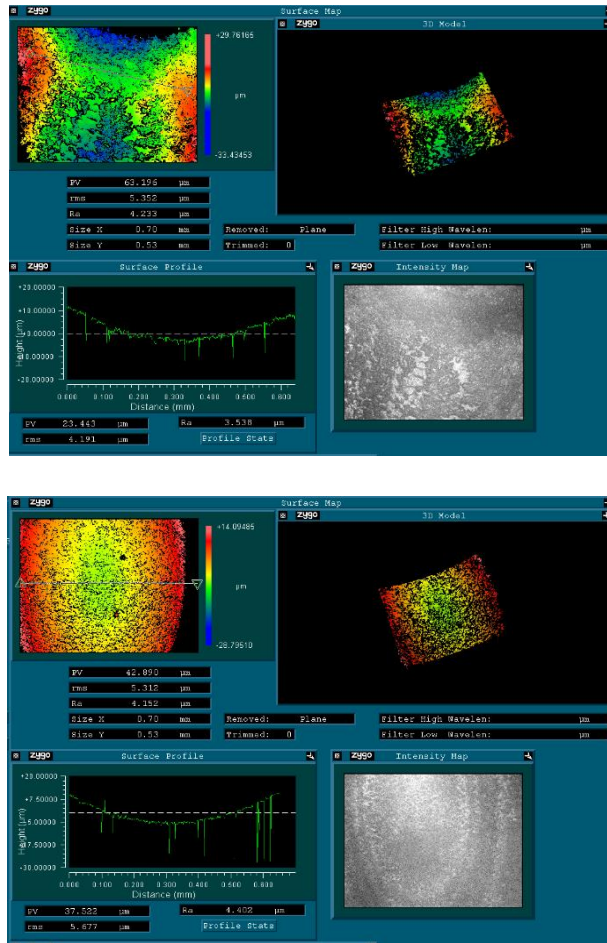 zygo Surface Map
+29.76165
µm
-33.43453
3D Model
PV 63.196 µm
rms 5.352 µm
Ra 4.233 µm
Size X 0.70 mm
Size Y 0.53 mm
Removed: Plane
Trimmed: 0
Filter High Wavelen: µm
Filter Low Wavelen: µm
zygo Surface Profile
+20.00000
+10.00000
+0.00000
-10.00000
-20.00000
Height (µm)
0.000 0.100 0.200 0.300 0.400 0.500 0.600
Distance (mm)
PV 23.443 µm
rms 4.191 µm
Ra 3.538 µm
Profile Stats
zygo Intensity Map
zygo Surface Map
+14.09485
µm
-28.79510
zygo 3D Model
PV 42.890 µm
rms 5.312 µm
Ra 4.152 µm
Size X 0.70 mm
Size Y 0.53 mm
Removed: Plane
Trimmed: 0
Filter High Wavelen: µm
Filter Low Wavelen: µm
zygo Surface Profile
+20.00000
+7.50000
-5.00000
-17.50000
-30.00000
Height (µm)
0.000 0.100 0.200 0.300 0.400 0.500 0.600
Distance (mm)
PV 37.522 µm
rms 5.677 µm
Ra 4.402 µm
Profile Stats
zygo Intensity Map